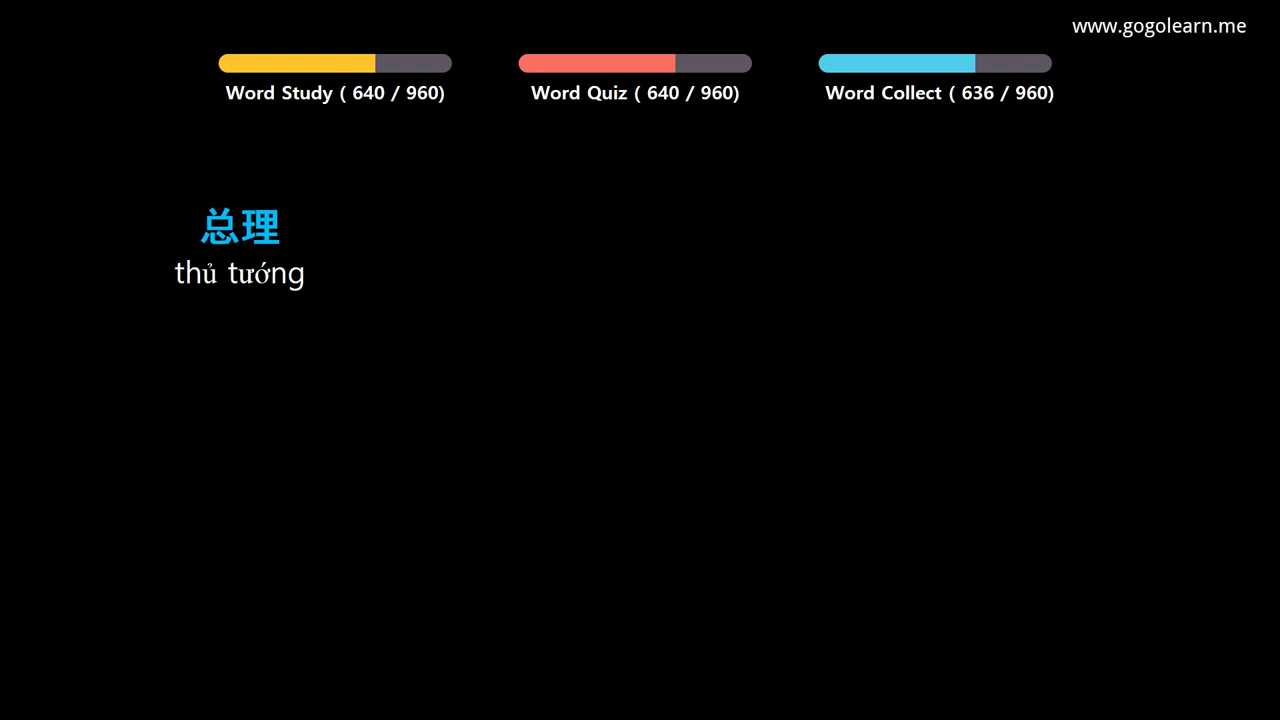 www.gogolearn.me
Word Study ( 640 / 960)
Word Quiz ( 640 / 960)
Word Collect ( 636 / 960)
总理
thủ tướng